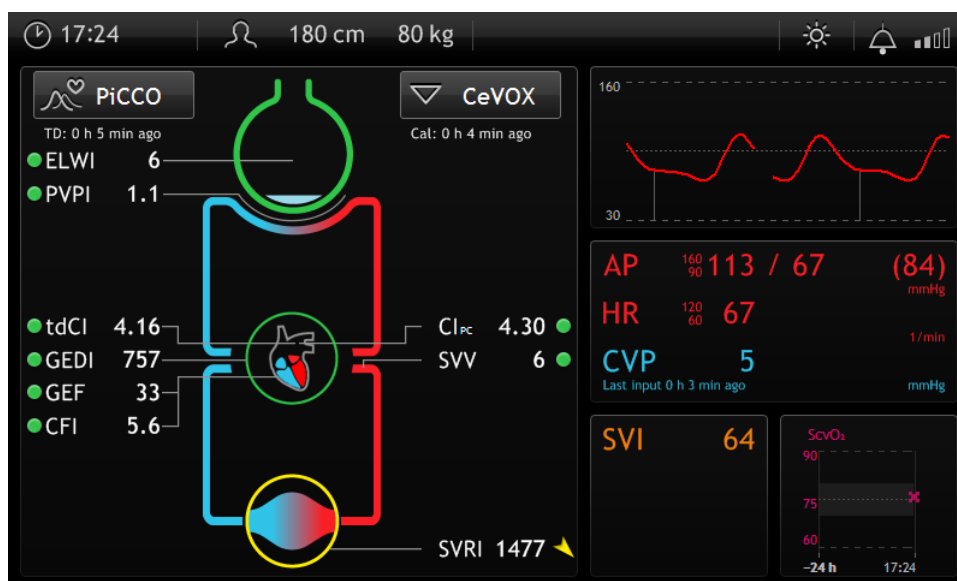 17:24 180 cm 80 kg
PiCCO
TD: 0 h 5 min ago
CeVOX
Cal: 0 h 4 min ago
ELWI 6
PVPI 1.1
tdCI 4.16
GEDI 757
GEF 33
CFI 5.6
CIPC 4.30
SVV 6
SVRI 1477
160
30
AP 160 90 113 / 67 (84)
mmHg
HR 120 60 67
1/min
CVP 5
Last input 0 h 3 min ago mmHg
SVI 64
ScvO₂
90
75
60
–24 h 17:24